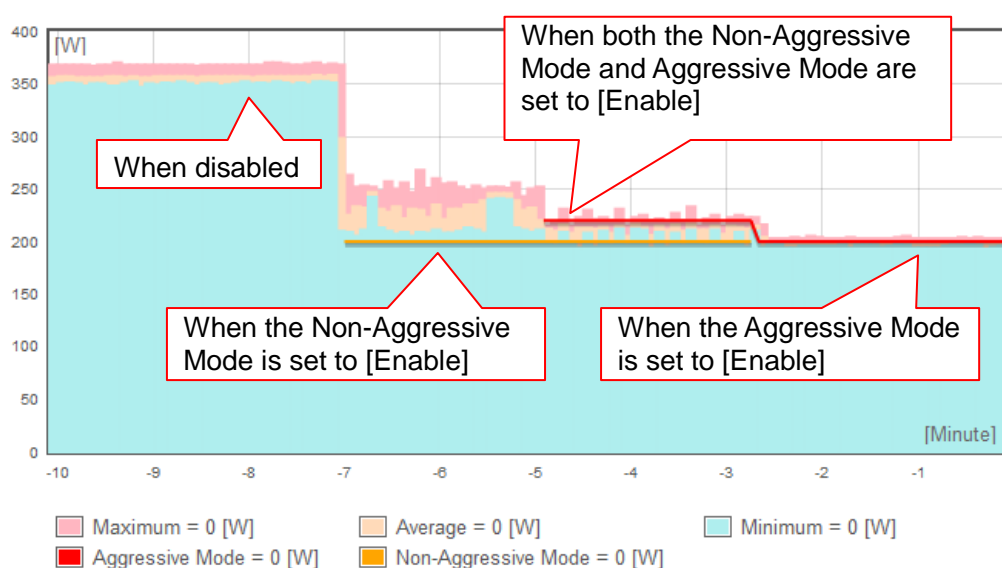 400
[W]
350
300
250
200
150
100
50
0
When both the Non-Aggressive
Mode and Aggressive Mode are
set to [Enable]
When disabled
When the Non-Aggressive
Mode is set to [Enable]
When the Aggressive Mode
is set to [Enable]
[Minute]
-10 -9 -8 -7 -6 -5 -4 -3 -2 -1
Maximum = 0 [W] Average = 0 [W] Minimum = 0 [W]
Aggressive Mode = 0 [W] Non-Aggressive Mode = 0 [W]